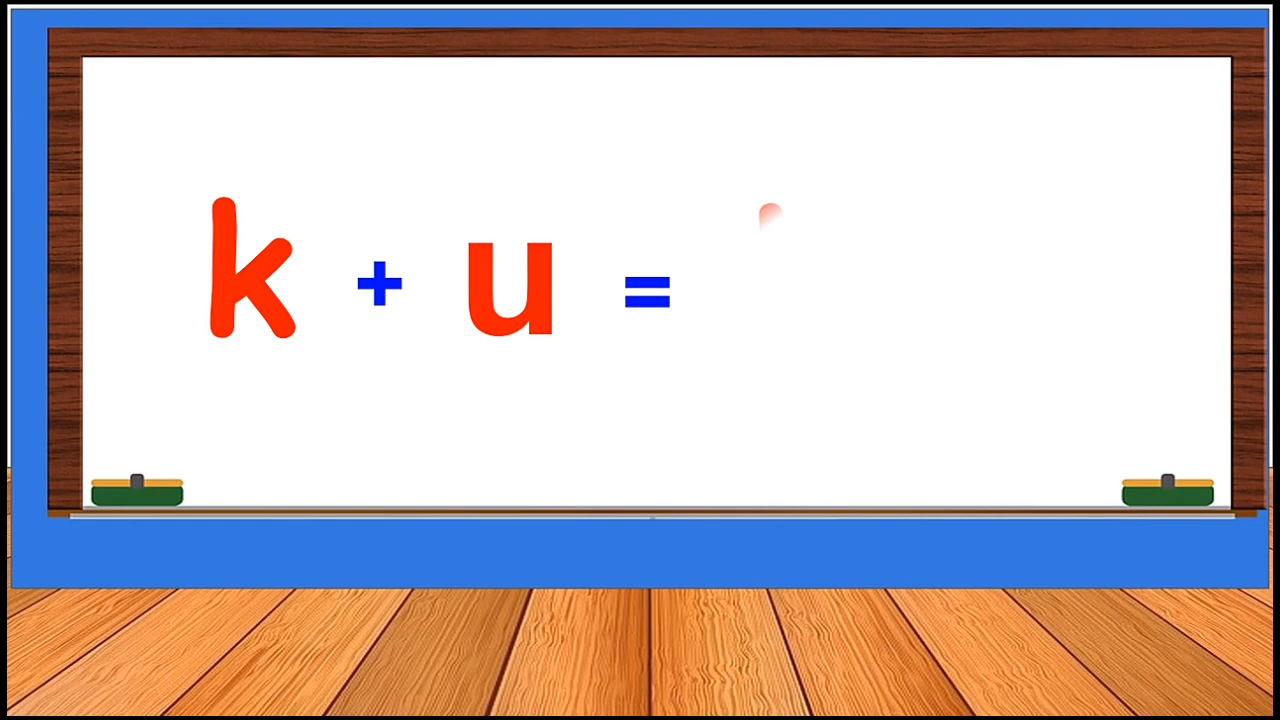 k + u =